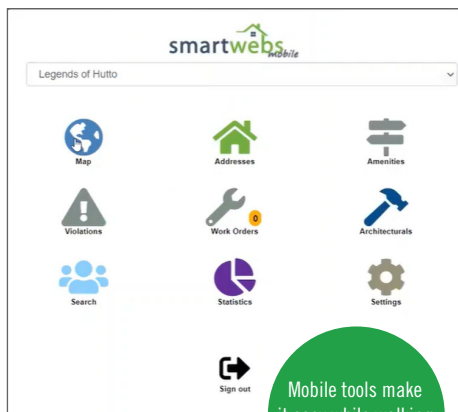 smartwebs
mobile
Legends of Hutto
Map
Addresses
Amenities
Violations
Work Orders
0
Architecturals
Search
Statistics
Settings
Sign out
Mobile tools make